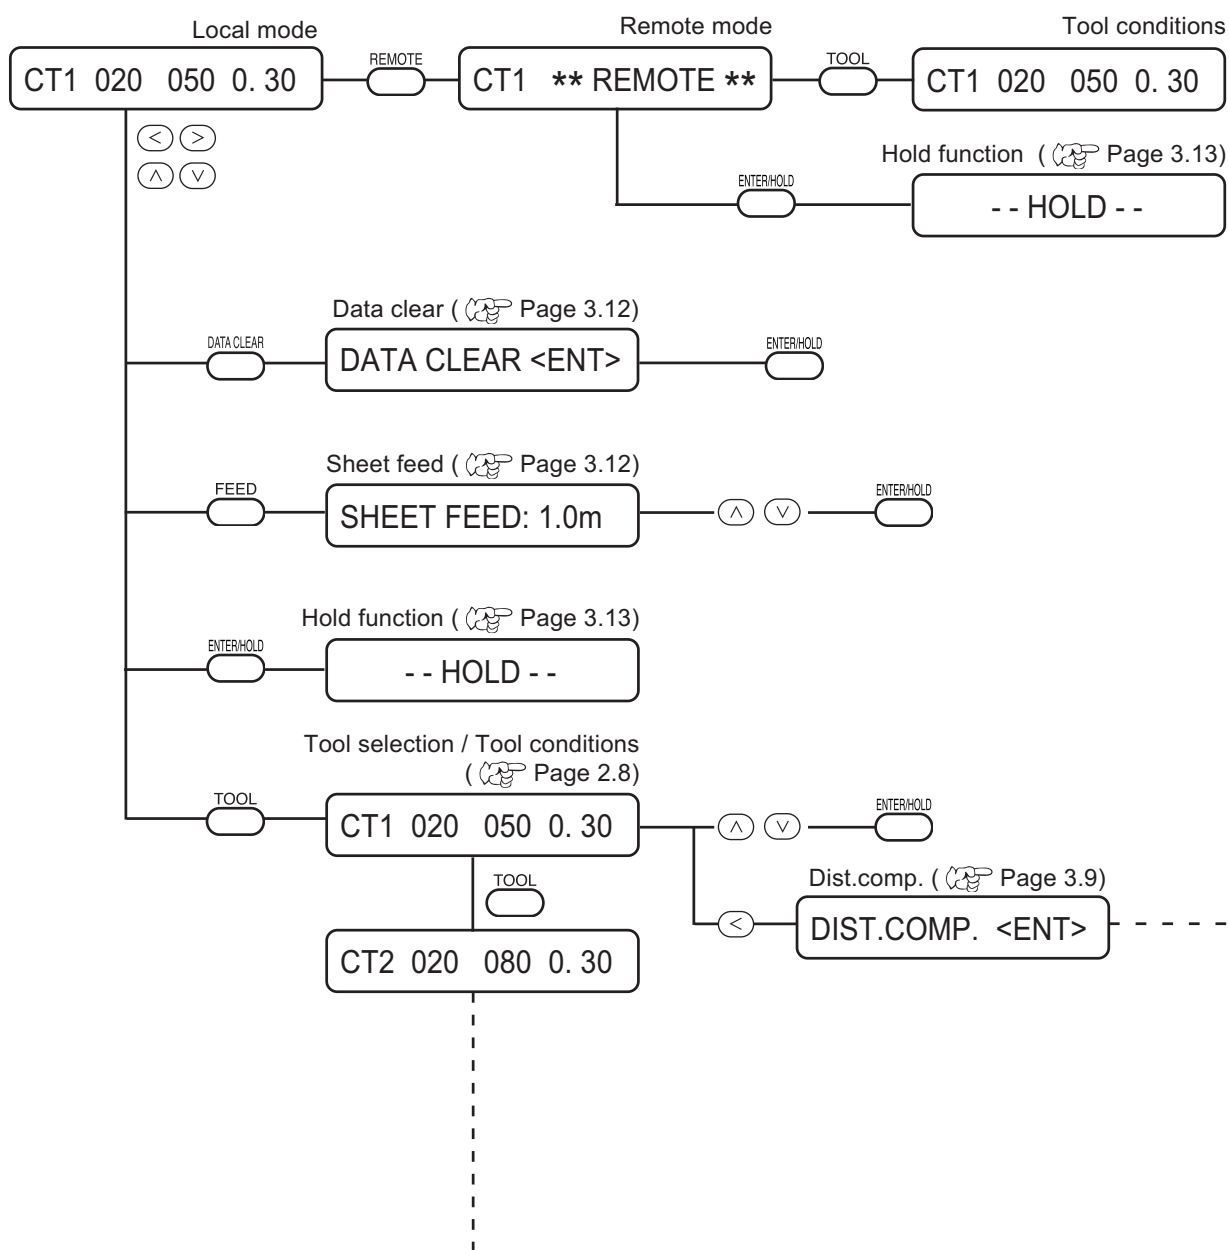 Local mode
Remote mode
Tool conditions
CT1 020 050 0. 30
REMOTE
CT1 ** REMOTE **
TOOL
CT1 020 050 0. 30
< >
∧ ∨
Hold function ( Page 3.13)
ENTER/HOLD
- - HOLD - -
Data clear ( Page 3.12)
DATA CLEAR
DATA CLEAR <ENT>
ENTER/HOLD
Sheet feed ( Page 3.12)
FEED
SHEET FEED: 1.0m
∧ ∨
ENTER/HOLD
Hold function ( Page 3.13)
ENTER/HOLD
- - HOLD - -
Tool selection / Tool conditions
( Page 2.8)
TOOL
CT1 020 050 0. 30
∧ ∨
ENTER/HOLD
TOOL
Dist.comp. ( Page 3.9)
<
DIST.COMP. <ENT>
CT2 020 080 0. 30